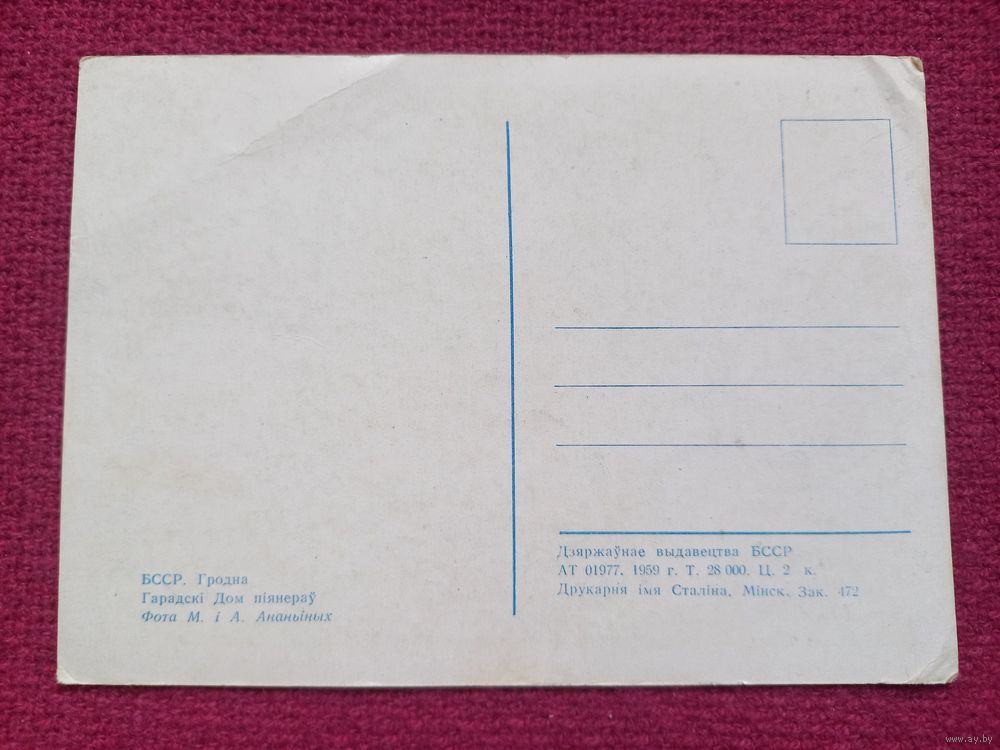 БССР. Гродна
Гарадскі Дом піянераў
Фота М. і А. Ананьіных
Дзяржаўнае выдавецтва БССР
АТ 01977. 1959 г. Т. 28 000. Ц. 2 к.
Друкарня імя Сталіна, Мінск. Зак. 472
www.ay.by